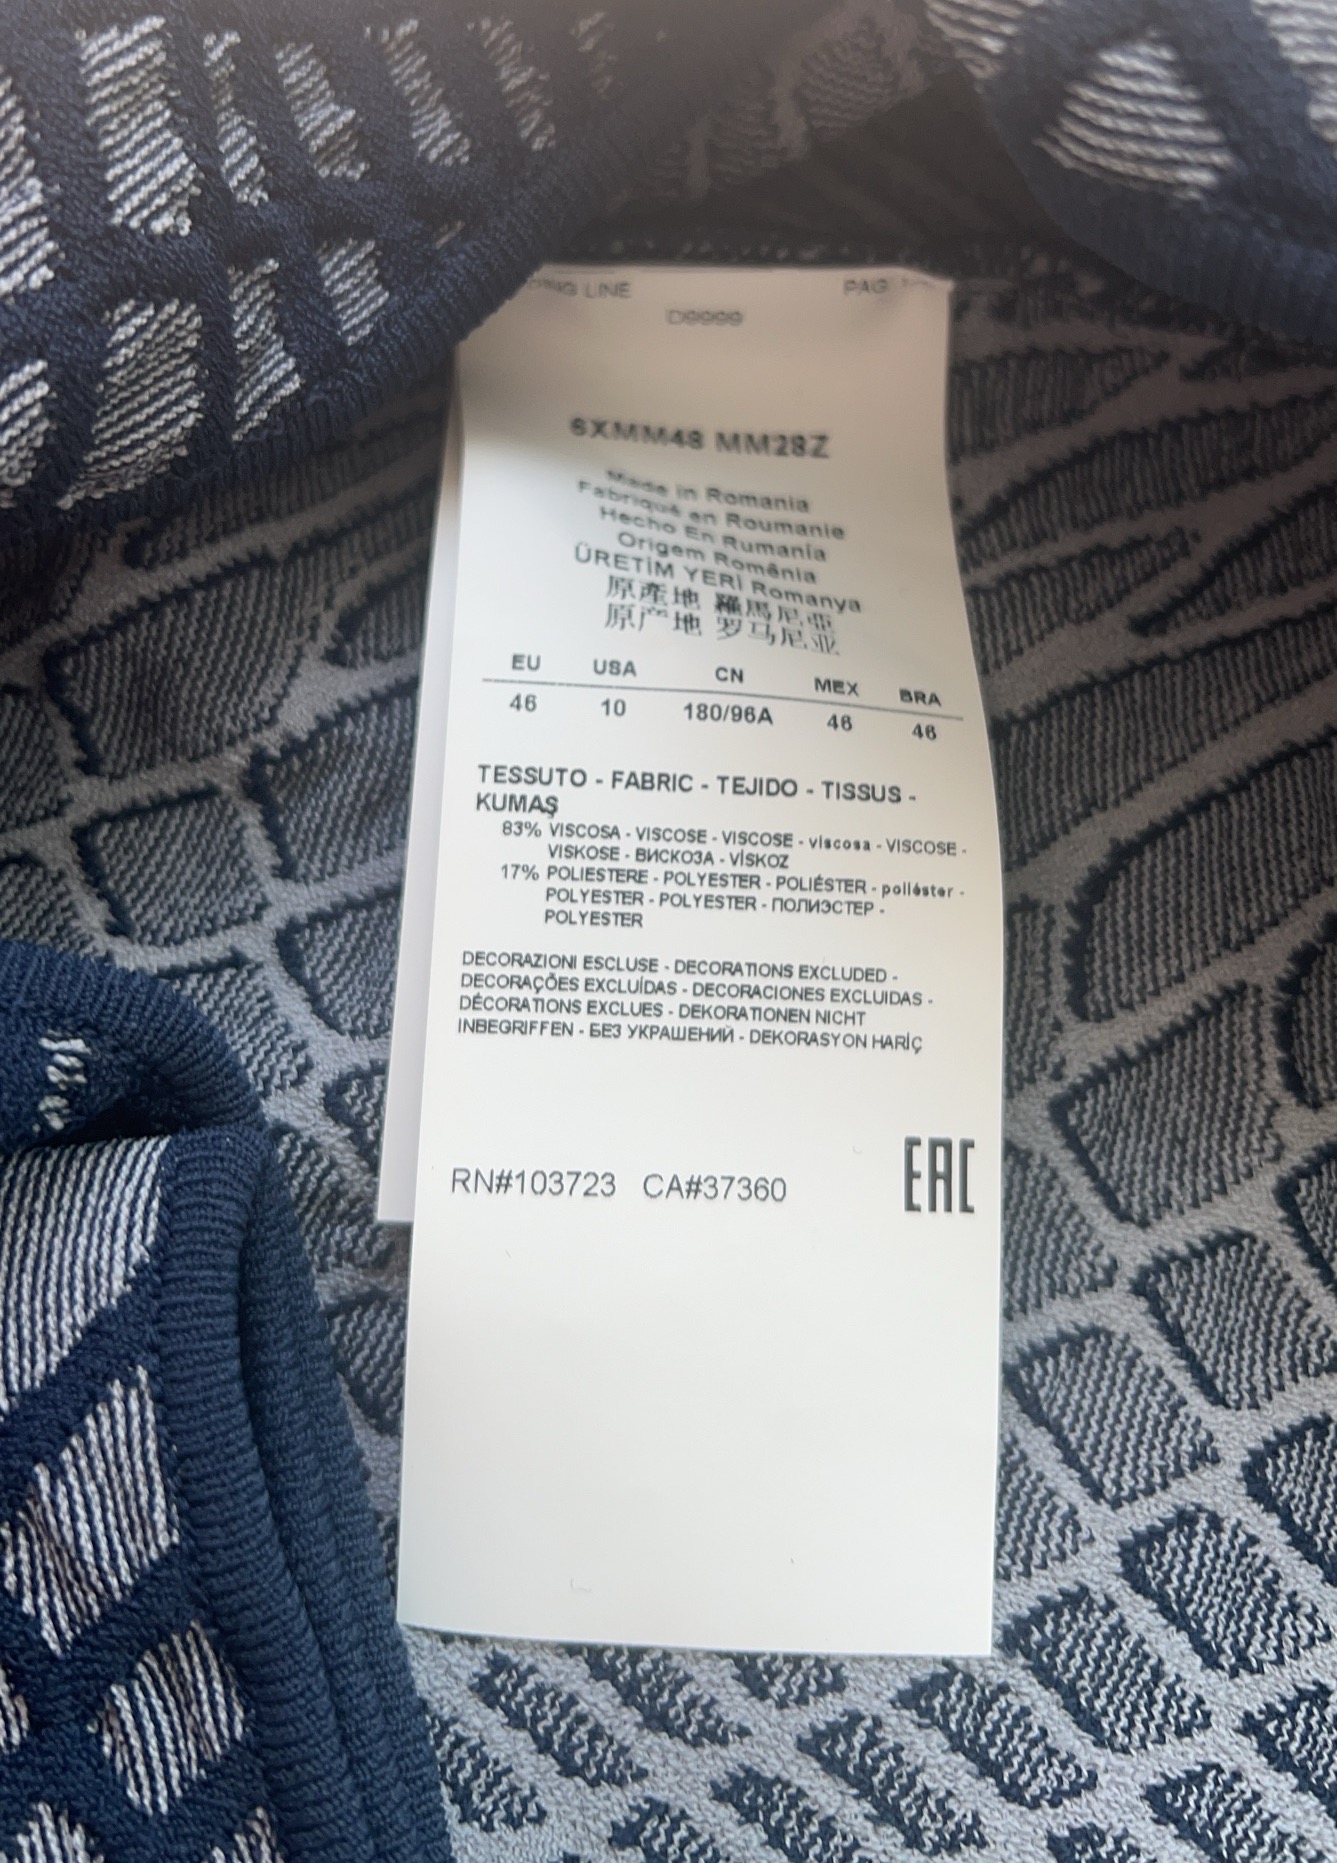 LINE
D9999
6XMM48 MM28Z
Made in Romania
Fabriqué en Roumanie
Hecho En Rumania
Origem Romênia
ÜRETİM YERİ Romanya
原產地 羅馬尼亞
原产地 罗马尼亚
EU USA CN MEX BRA
46 10 180/96A 46 46
TESSUTO - FABRIC - TEJIDO - TISSUS -
KUMAŞ
83% VISCOSA - VISCOSE - VISCOSE - viscosa - VISCOSE -
VISKOSE - ВИСКОЗА - VİSKOZ
17% POLIESTERE - POLYESTER - POLIÉSTER - poliéster -
POLYESTER - POLYESTER - ПОЛИЭСТЕР -
POLYESTER
DECORAZIONI ESCLUSE - DECORATIONS EXCLUDED -
DECORAÇÕES EXCLUÍDAS - DECORACIONES EXCLUIDAS -
DÉCORATIONS EXCLUES - DEKORATIONEN NICHT
INBEGRIFFEN - БЕЗ УКРАШЕНИЙ - DEKORASYON HARİÇ
RN#103723 CA#37360
EAC